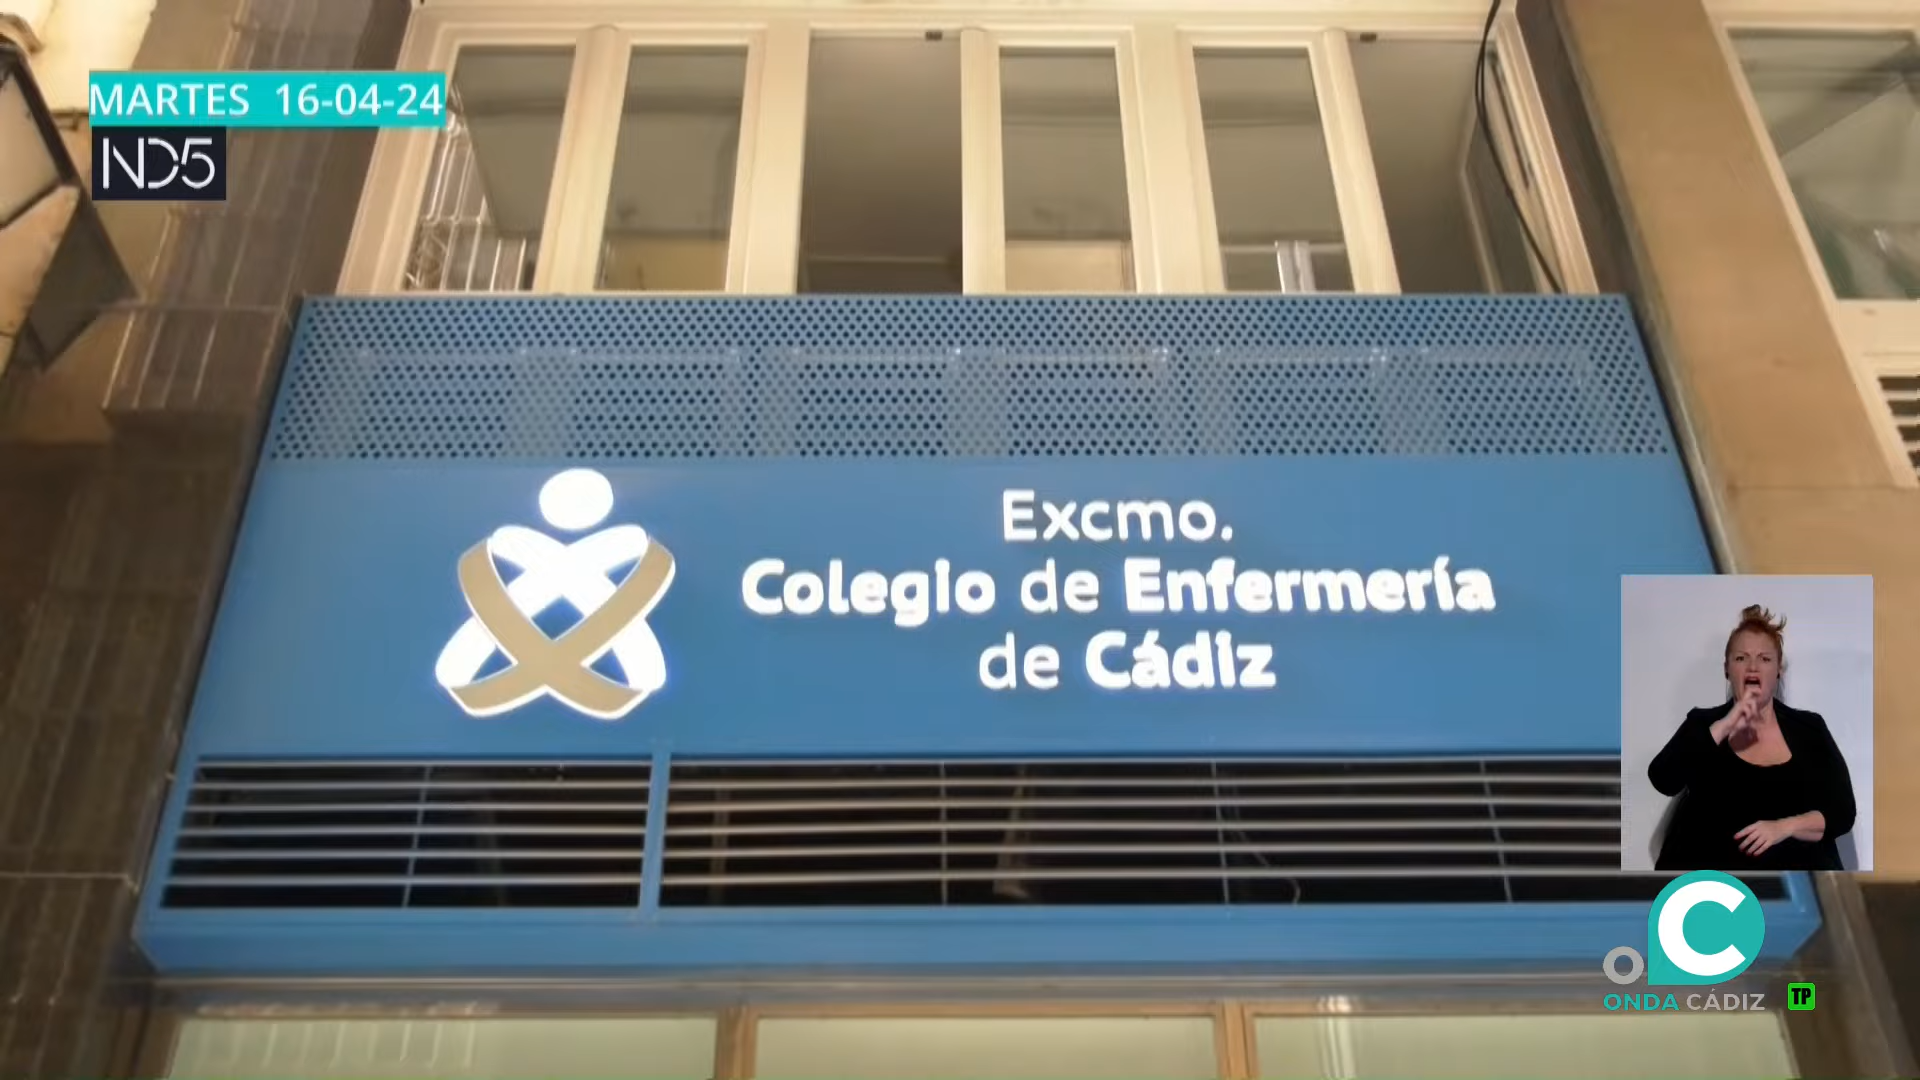 MARTES 16-04-24
ND5
Excmo.
Colegio de Enfermería
de Cádiz
ONDA CÁDIZ
TP